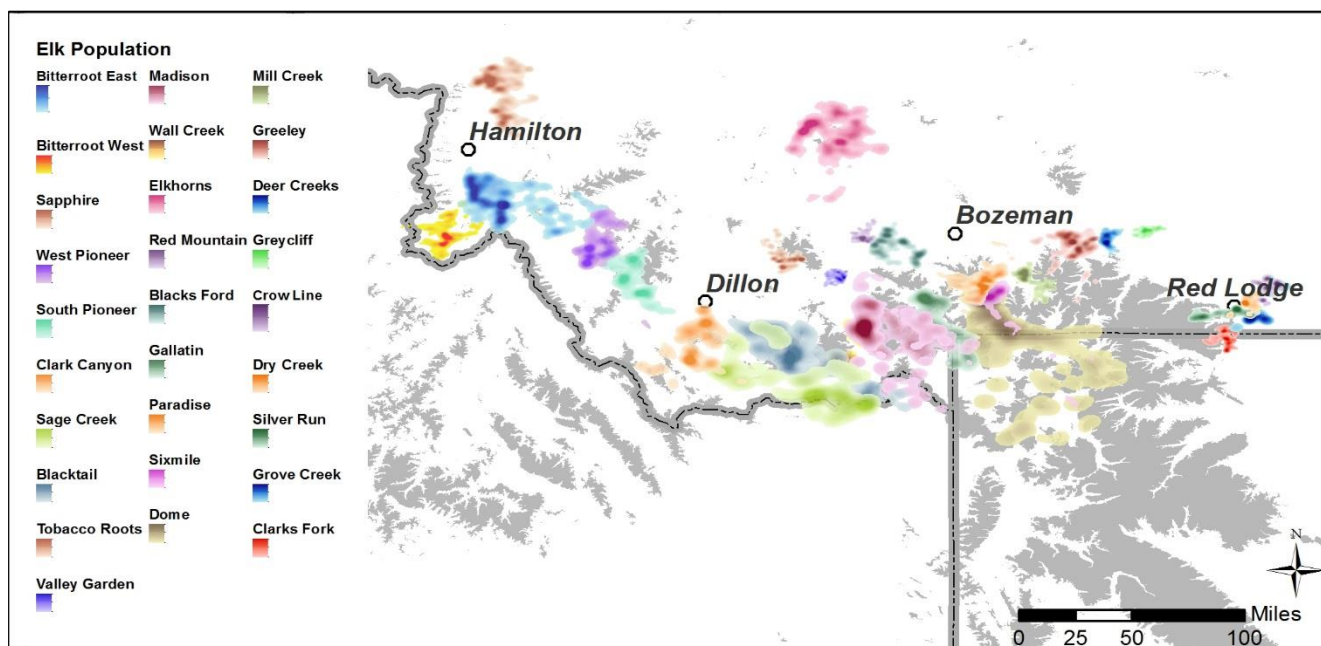 Elk Population
Bitterroot East
Bitterroot West
Sapphire
West Pioneer
South Pioneer
Clark Canyon
Sage Creek
Blacktail
Tobacco Roots
Valley Garden
Madison
Wall Creek
Elkhorns
Red Mountain
Blacks Ford
Gallatin
Paradise
Sixmile
Dome
Mill Creek
Greeley
Deer Creeks
Greycliff
Crow Line
Dry Creek
Silver Run
Grove Creek
Clarks Fork
Hamilton
Bozeman
Dillon
Red Lodge
N
Miles
0 25 50 100